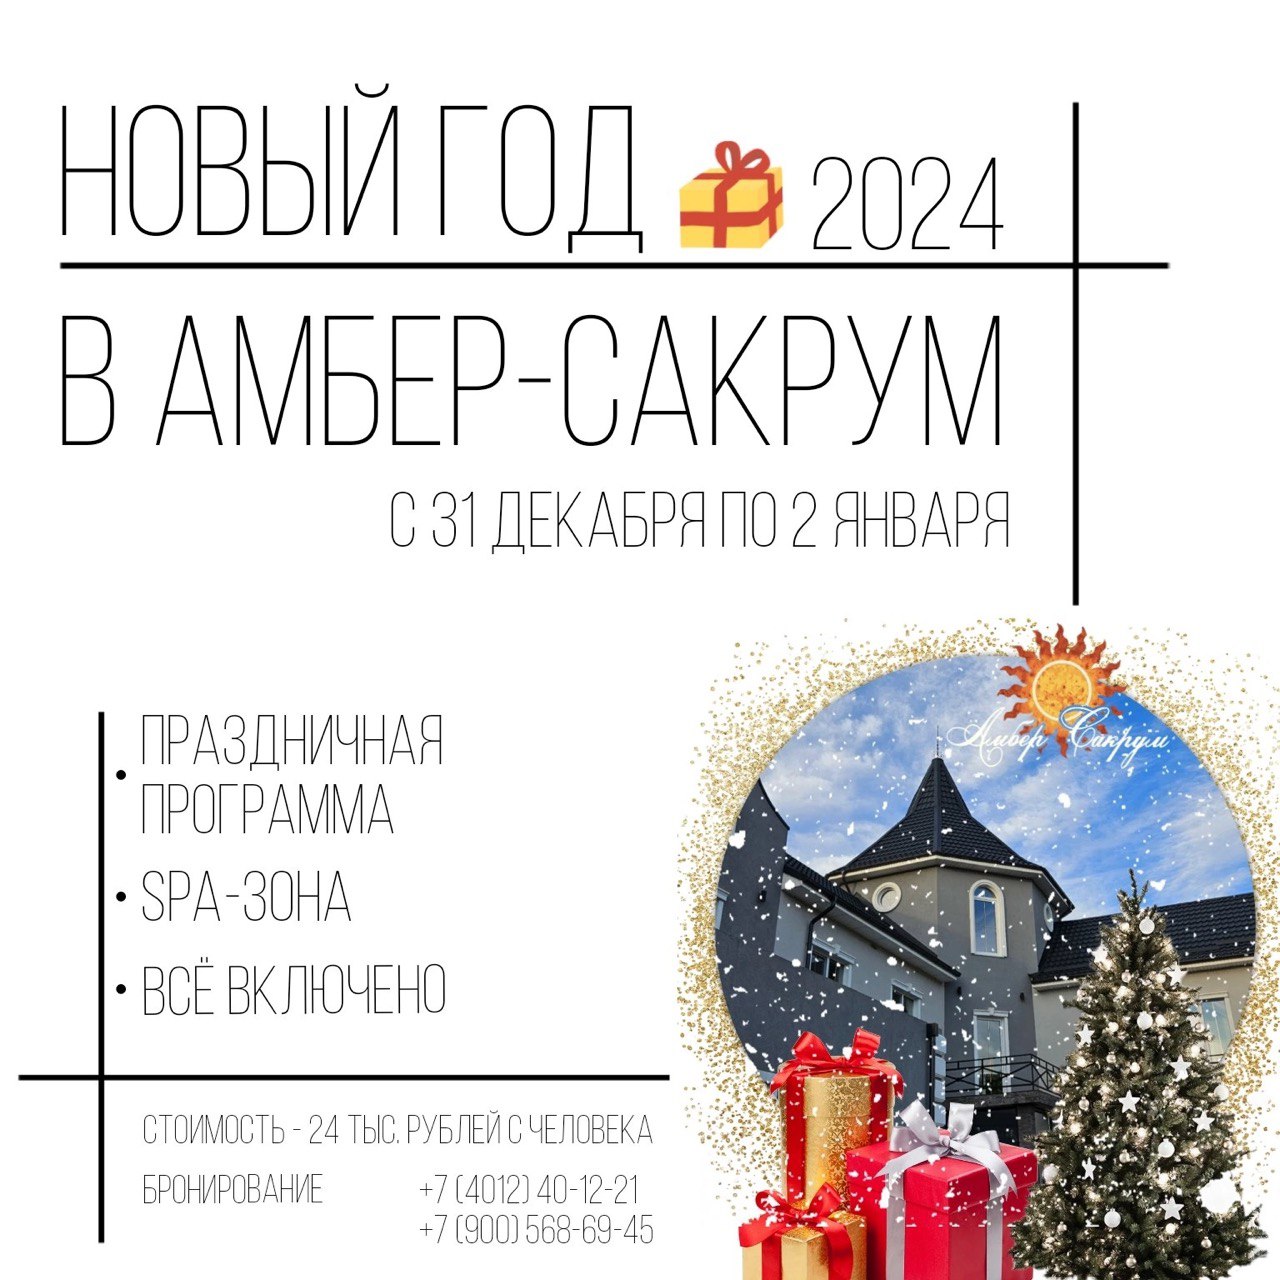 НОВЫЙ ГОД 2024
В АМБЕР-САКРУМ
С 31 ДЕКАБРЯ ПО 2 ЯНВАРЯ
Амбер Сакрум
• ПРАЗДНИЧНАЯ
ПРОГРАММА
• SPA-ЗОНА
• ВСЁ ВКЛЮЧЕНО
СТОИМОСТЬ - 24 ТЫС. РУБЛЕЙ С ЧЕЛОВЕКА
БРОНИРОВАНИЕ +7 (4012) 40-12-21
+7 (900) 568-69-45